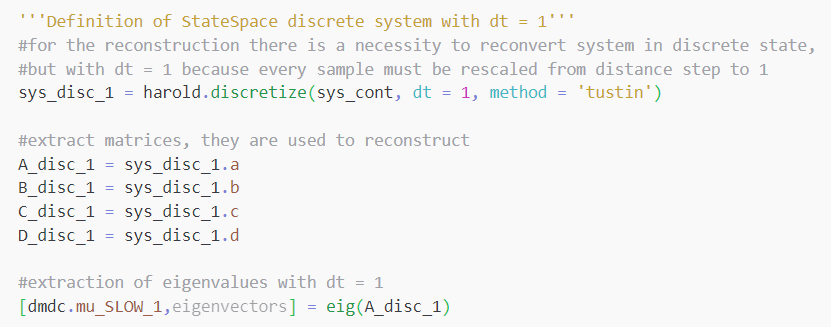 '''Definition of StateSpace discrete system with dt = 1'''
#for the reconstruction there is a necessity to reconvert system in discrete state,
#but with dt = 1 because every sample must be rescaled from distance step to 1
sys_disc_1 = harold.discretize(sys_cont, dt = 1, method = 'tustin')
#extract matrices, they are used to reconstruct
A_disc_1 = sys_disc_1.a
B_disc_1 = sys_disc_1.b
C_disc_1 = sys_disc_1.c
D_disc_1 = sys_disc_1.d
#extraction of eigenvalues with dt = 1
[dmdc.mu_SLOW_1,eigenvectors] = eig(A_disc_1)